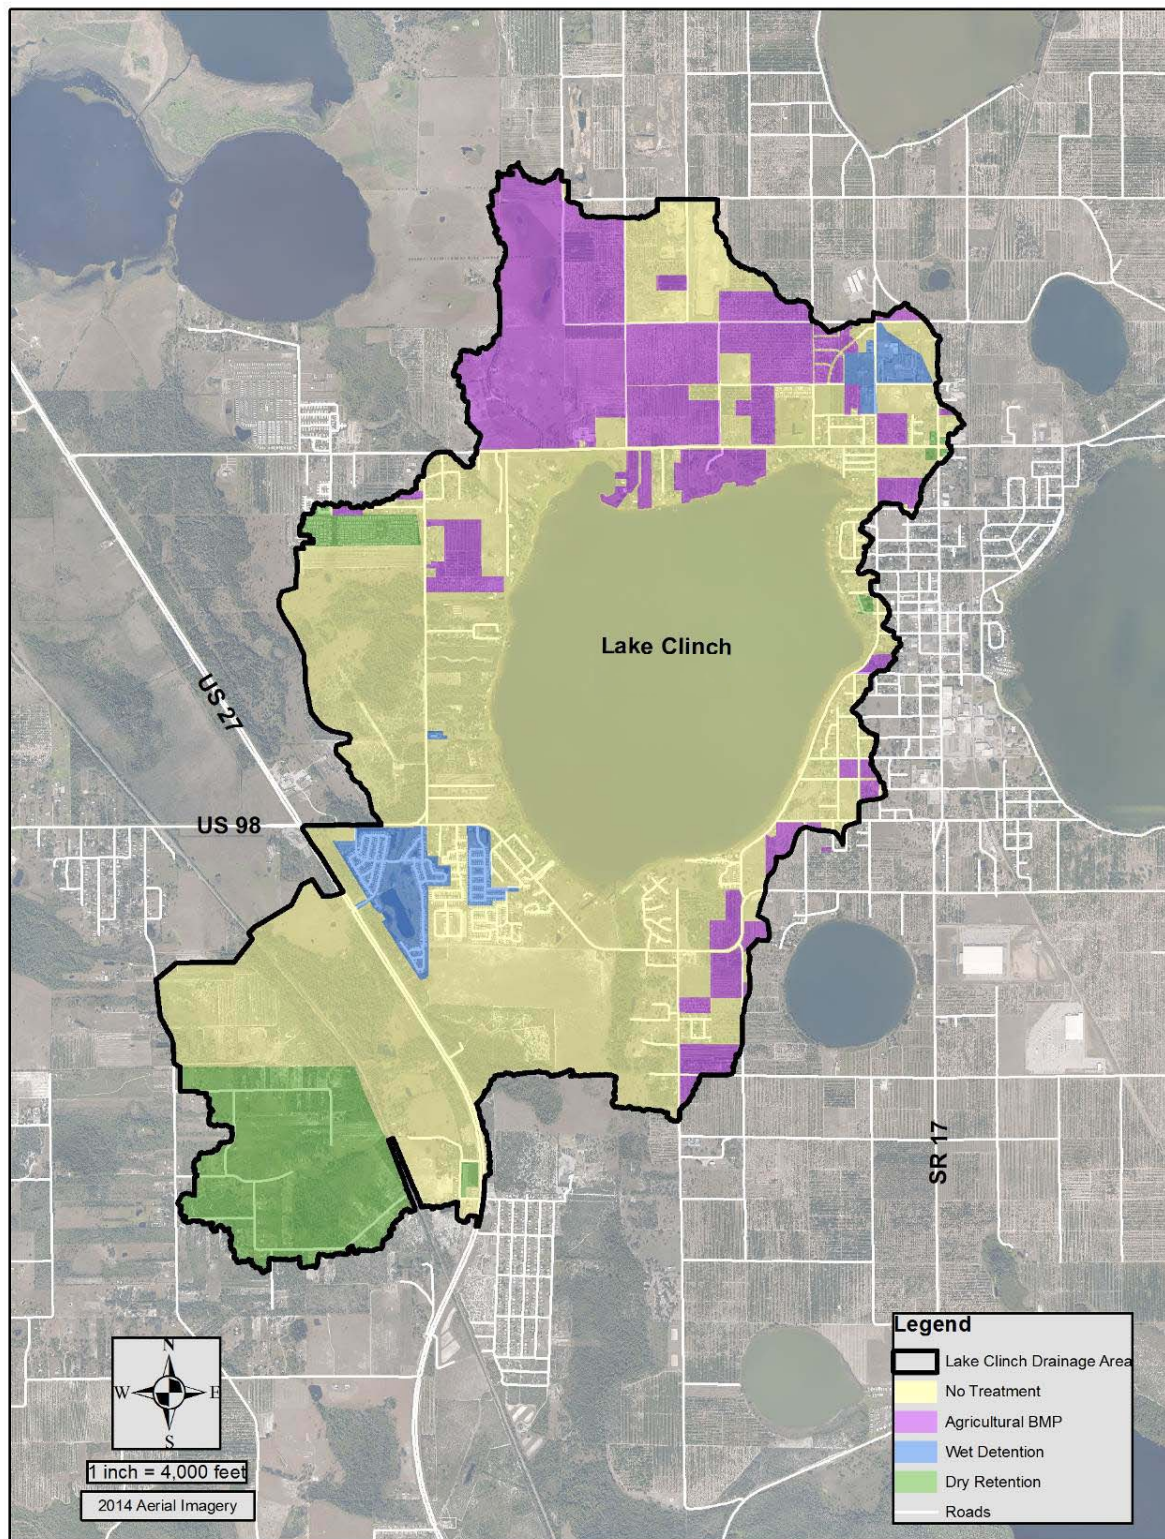 Lake Clinch
US 27
US 98
SR 17
N
W E
S
1 inch = 4,000 feet
2014 Aerial Imagery
Legend
Lake Clinch Drainage Area
No Treatment
Agricultural BMP
Wet Detention
Dry Retention
Roads